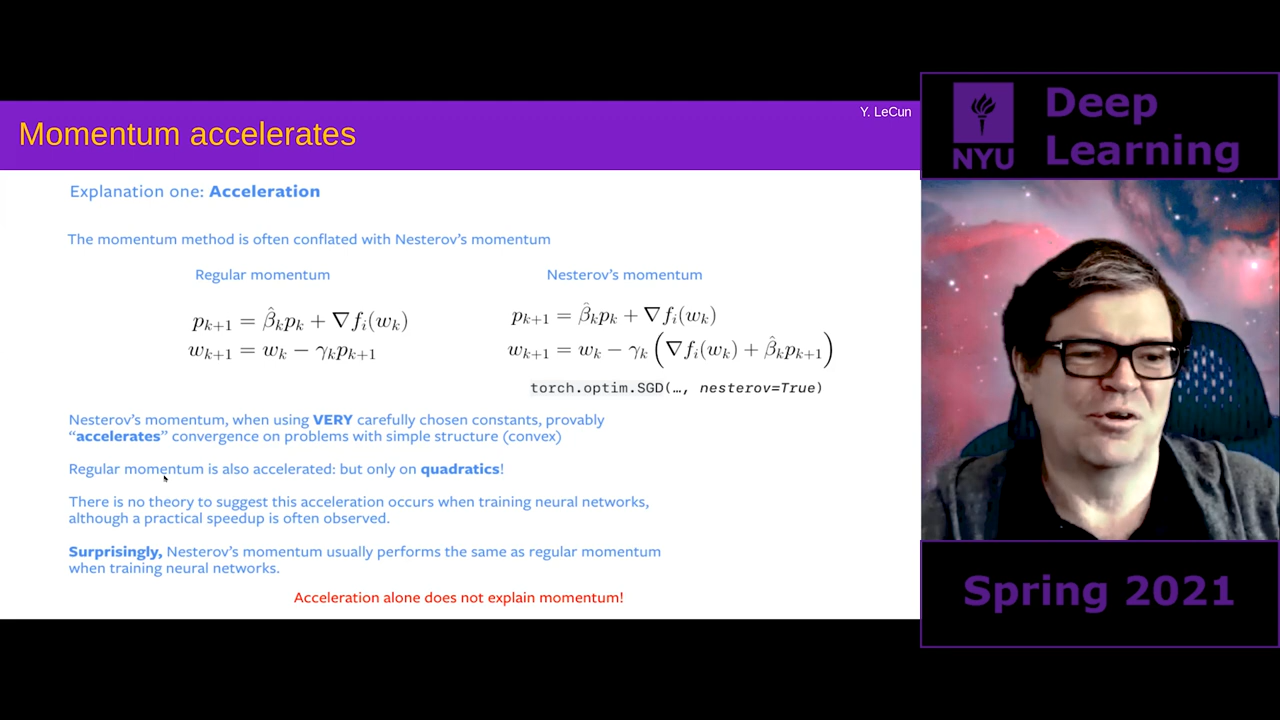 Y. LeCun
Momentum accelerates
Explanation one: Acceleration
The momentum method is often conflated with Nesterov's momentum
Regular momentum
p_{k+1} = \hat{β}_k p_k + ∇f_i(w_k)
w_{k+1} = w_k − γ_k p_{k+1}
Nesterov's momentum
p_{k+1} = \hat{β}_k p_k + ∇f_i(w_k)
w_{k+1} = w_k − γ_k (∇f_i(w_k) + \hat{β}_k p_{k+1})
torch.optim.SGD(…, nesterov=True)
Nesterov's momentum, when using VERY carefully chosen constants, provably
“accelerates” convergence on problems with simple structure (convex)
Regular momentum is also accelerated: but only on quadratics!
There is no theory to suggest this acceleration occurs when training neural networks,
although a practical speedup is often observed.
Surprisingly, Nesterov's momentum usually performs the same as regular momentum
when training neural networks.
Acceleration alone does not explain momentum!
NYU
Deep
Learning
Spring 2021